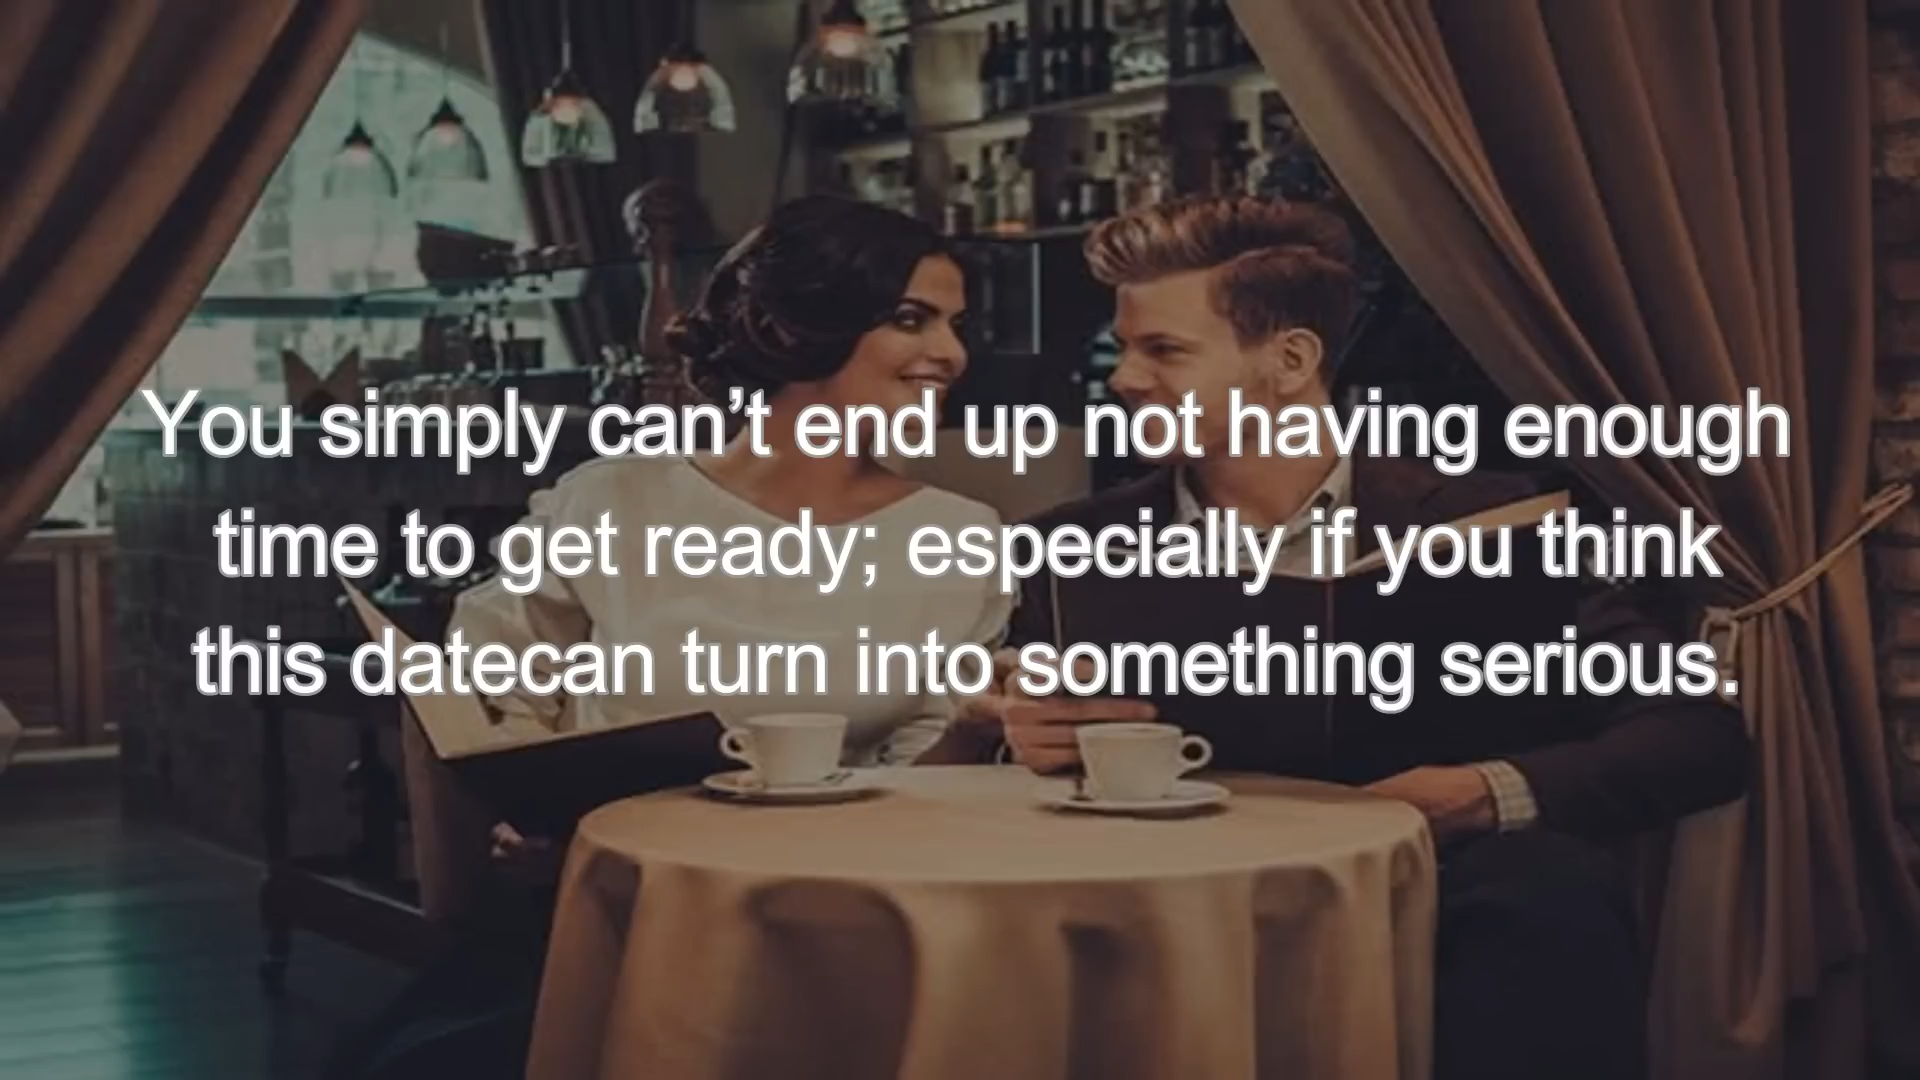 You simply can’t end up not having enough
time to get ready; especially if you think
this datecan turn into something serious.